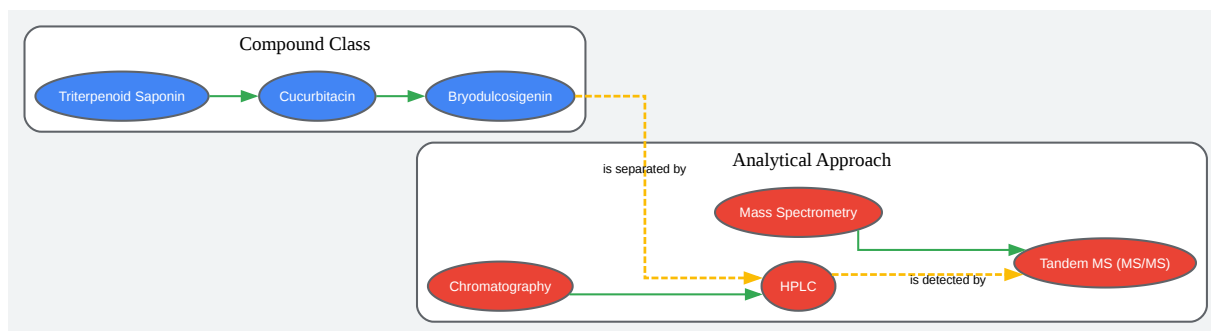 Compound Class
Triterpenoid Saponin
Cucurbitacin
Bryodulcosigenin
is separated by
Analytical Approach
Mass Spectrometry
Tandem MS (MS/MS)
Chromatography
HPLC
is detected by